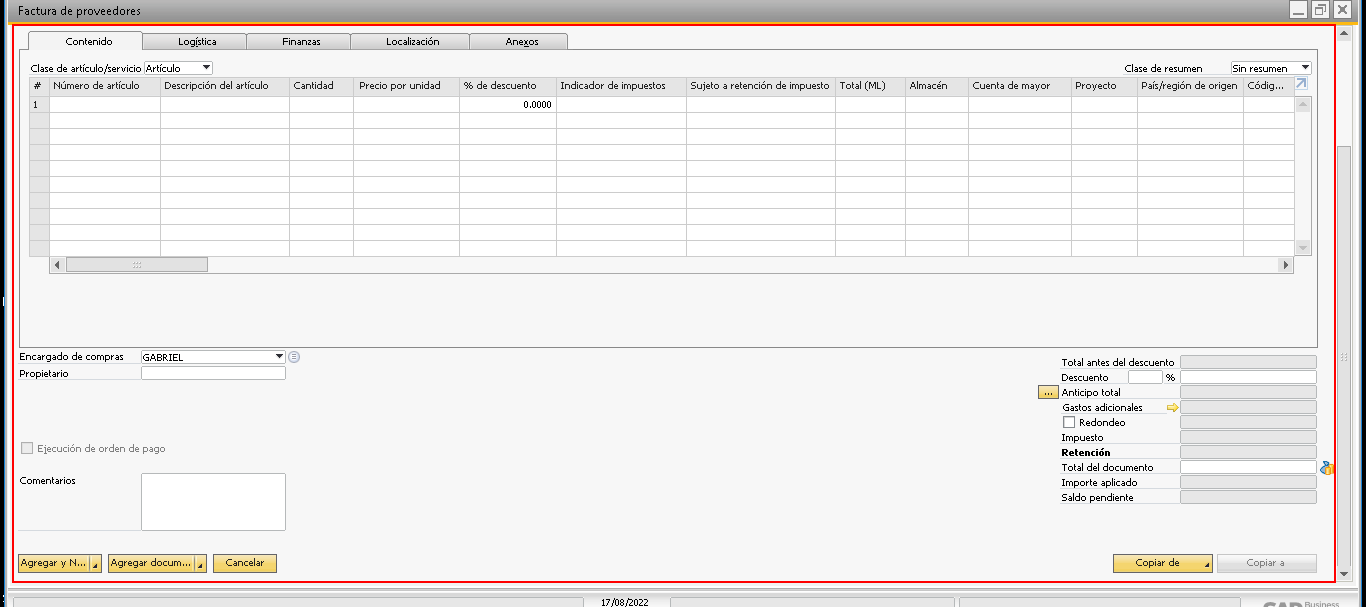 Factura de proveedores
Contenido Logística Finanzas Localización Anexos
Clase de artículo/servicio Artículo Clase de resumen Sin resumen
# Número de artículo Descripción del artículo Cantidad Precio por unidad % de descuento Indicador de impuestos Sujeto a retención de impuesto Total (ML) Almacén Cuenta de mayor Proyecto País/región de origen Códig...
1 0.0000
Encargado de compras GABRIEL
Propietario
Total antes del descuento
Descuento %
... Anticipo total
Gastos adicionales
Redondeo
Impuesto
Ejecución de orden de pago
Retención
Total del documento
Comentarios
Importe aplicado
Saldo pendiente
Agregar y N... Agregar docum... Cancelar Copiar de Copiar a
17/08/2022 Business